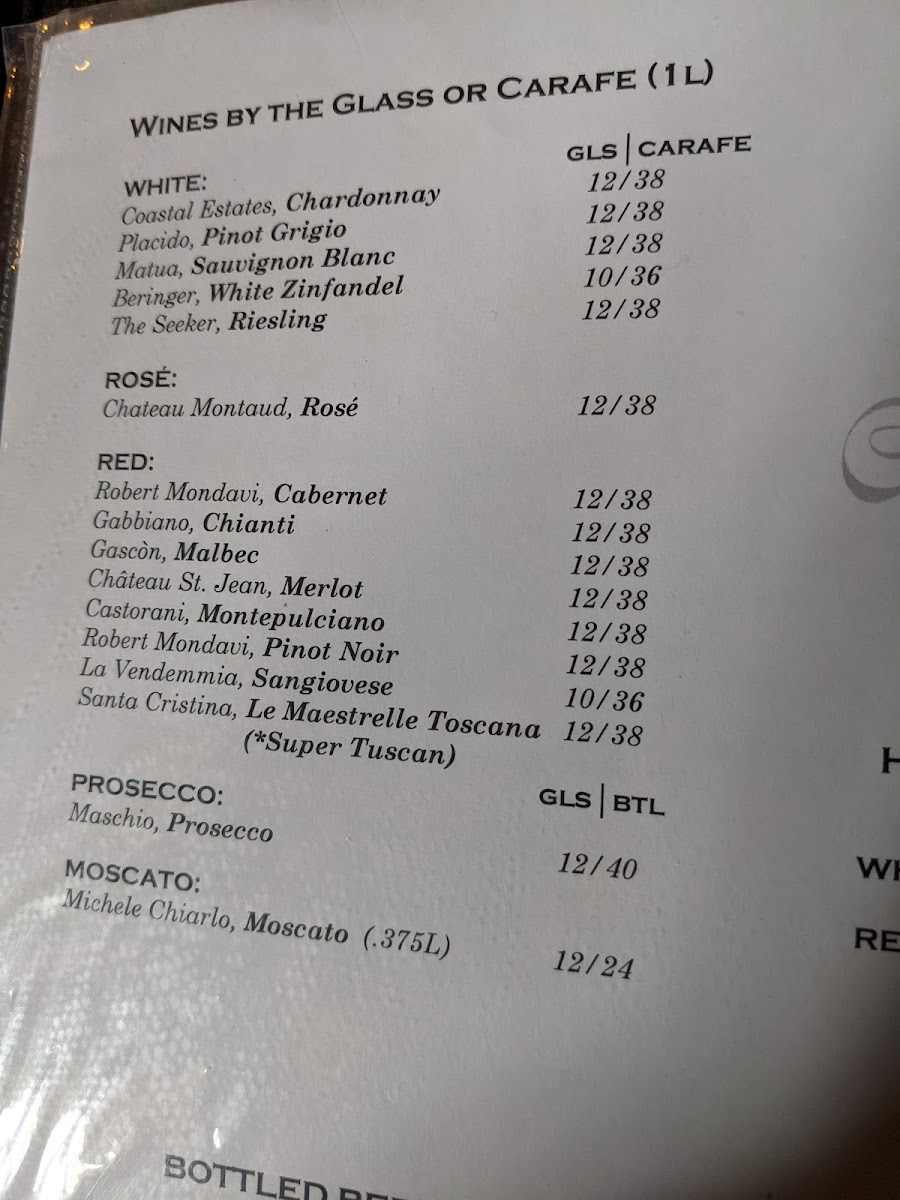 WINES BY THE GLASS OR CARAFE (1L)
GLS | CARAFE
WHITE:
Coastal Estates, Chardonnay 12/38
Placido, Pinot Grigio 12/38
Matua, Sauvignon Blanc 12/38
Beringer, White Zinfandel 10/36
The Seeker, Riesling 12/38
ROSÉ:
Chateau Montaud, Rosé 12/38
RED:
Robert Mondavi, Cabernet 12/38
Gabbiano, Chianti 12/38
Gascòn, Malbec 12/38
Château St. Jean, Merlot 12/38
Castorani, Montepulciano 12/38
Robert Mondavi, Pinot Noir 12/38
La Vendemmia, Sangiovese 10/36
Santa Cristina, Le Maestrelle Toscana 12/38
(*Super Tuscan)
PROSECCO: GLS | BTL
Maschio, Prosecco 12/40
MOSCATO:
Michele Chiarlo, Moscato (.375L) 12/24
BOTTLED